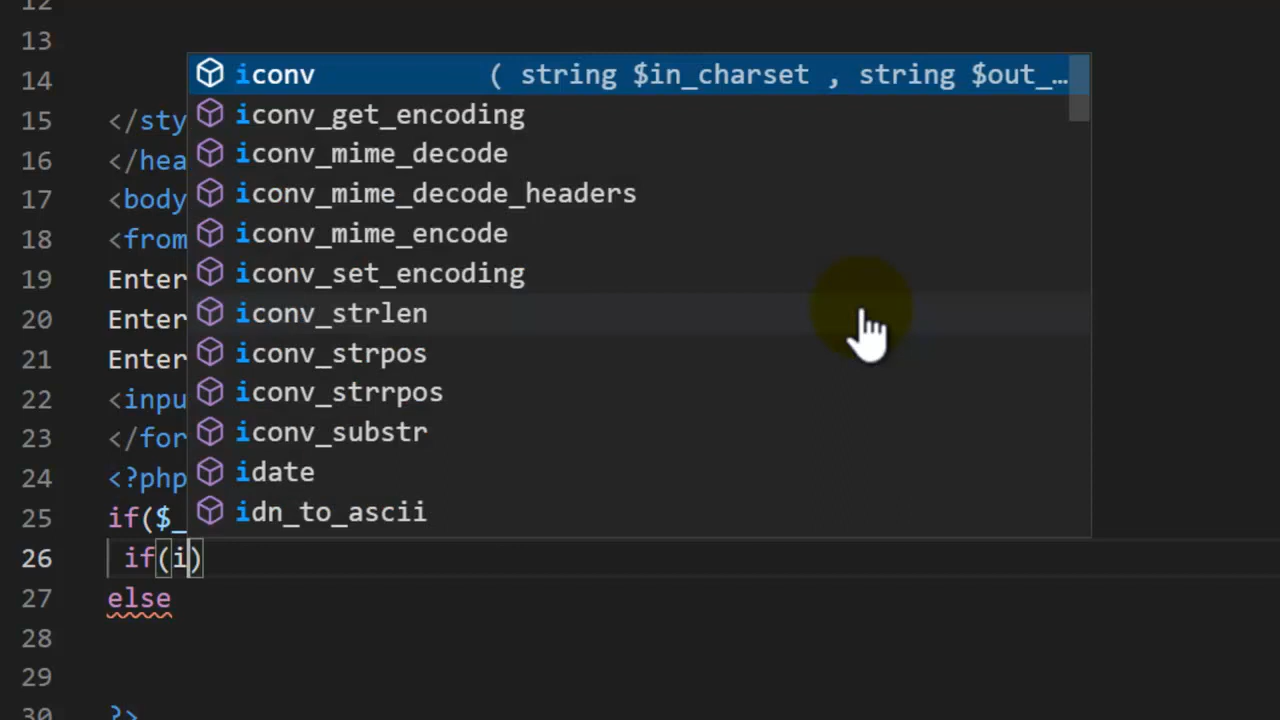 12
13
14
iconv ( string $in_charset , string $out_…
iconv_get_encoding
15 </sty
iconv_mime_decode
16 </hea
iconv_mime_decode_headers
17 <body
iconv_mime_encode
18 <from
iconv_set_encoding
19 Enter
iconv_strlen
20 Enter
iconv_strpos
21 Enter
iconv_strrpos
22 <inpu
iconv_substr
23 </for
idate
24 <?php
idn_to_ascii
25 if($_
26 if(i)
27 else
28
29
30 ?>